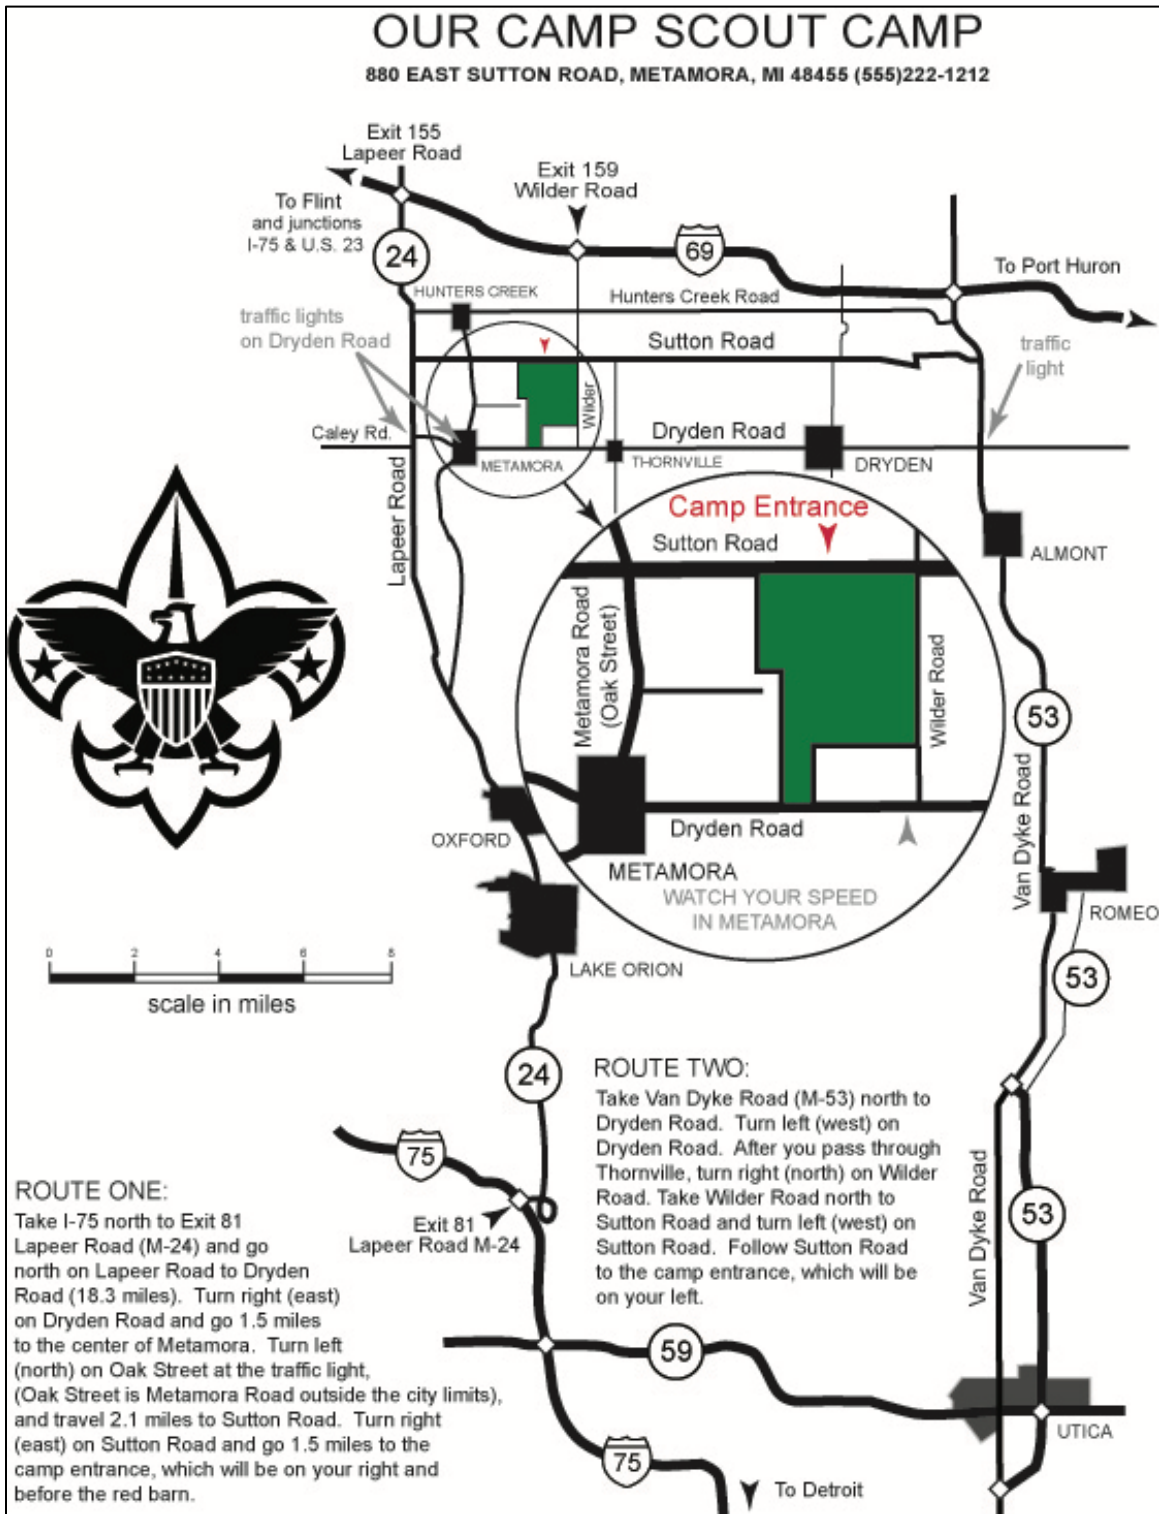 OUR CAMP SCOUT CAMP
880 EAST SUTTON ROAD, METAMORA, MI 48455 (555)222-1212
Exit 155
Lapeer Road
Exit 159
Wilder Road
To Flint
and junctions
I-75 & U.S. 23
24
69
To Port Huron
HUNTERS CREEK
Hunters Creek Road
traffic lights
on Dryden Road
Sutton Road
traffic
light
Wilder
Caley Rd.
Dryden Road
METAMORA
THORNVILLE
DRYDEN
Lapeer Road
Camp Entrance
Sutton Road
ALMONT
Metamora Road
(Oak Street)
Wilder Road
53
Van Dyke Road
OXFORD
Dryden Road
METAMORA
WATCH YOUR SPEED
IN METAMORA
ROMEO
0 2 4 6 8
scale in miles
LAKE ORION
53
24
ROUTE TWO:
Take Van Dyke Road (M-53) north to
Dryden Road. Turn left (west) on
Dryden Road. After you pass through
Thornville, turn right (north) on Wilder
Road. Take Wilder Road north to
Sutton Road and turn left (west) on
Sutton Road. Follow Sutton Road
to the camp entrance, which will be
on your left.
75
Exit 81
Lapeer Road M-24
Van Dyke Road
53
ROUTE ONE:
Take I-75 north to Exit 81
Lapeer Road (M-24) and go
north on Lapeer Road to Dryden
Road (18.3 miles). Turn right (east)
on Dryden Road and go 1.5 miles
to the center of Metamora. Turn left
(north) on Oak Street at the traffic light,
(Oak Street is Metamora Road outside the city limits),
and travel 2.1 miles to Sutton Road. Turn right
(east) on Sutton Road and go 1.5 miles to the
camp entrance, which will be on your right and
before the red barn.
59
UTICA
75
To Detroit